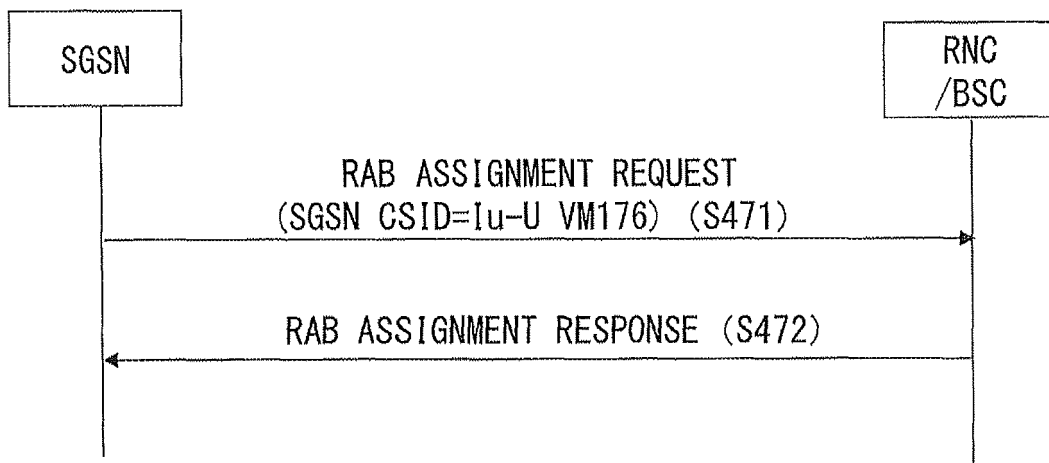 SGSN
RNC
/BSC
RAB ASSIGNMENT REQUEST
(SGSN CSID=Iu-U VM176) (S471)
RAB ASSIGNMENT RESPONSE (S472)